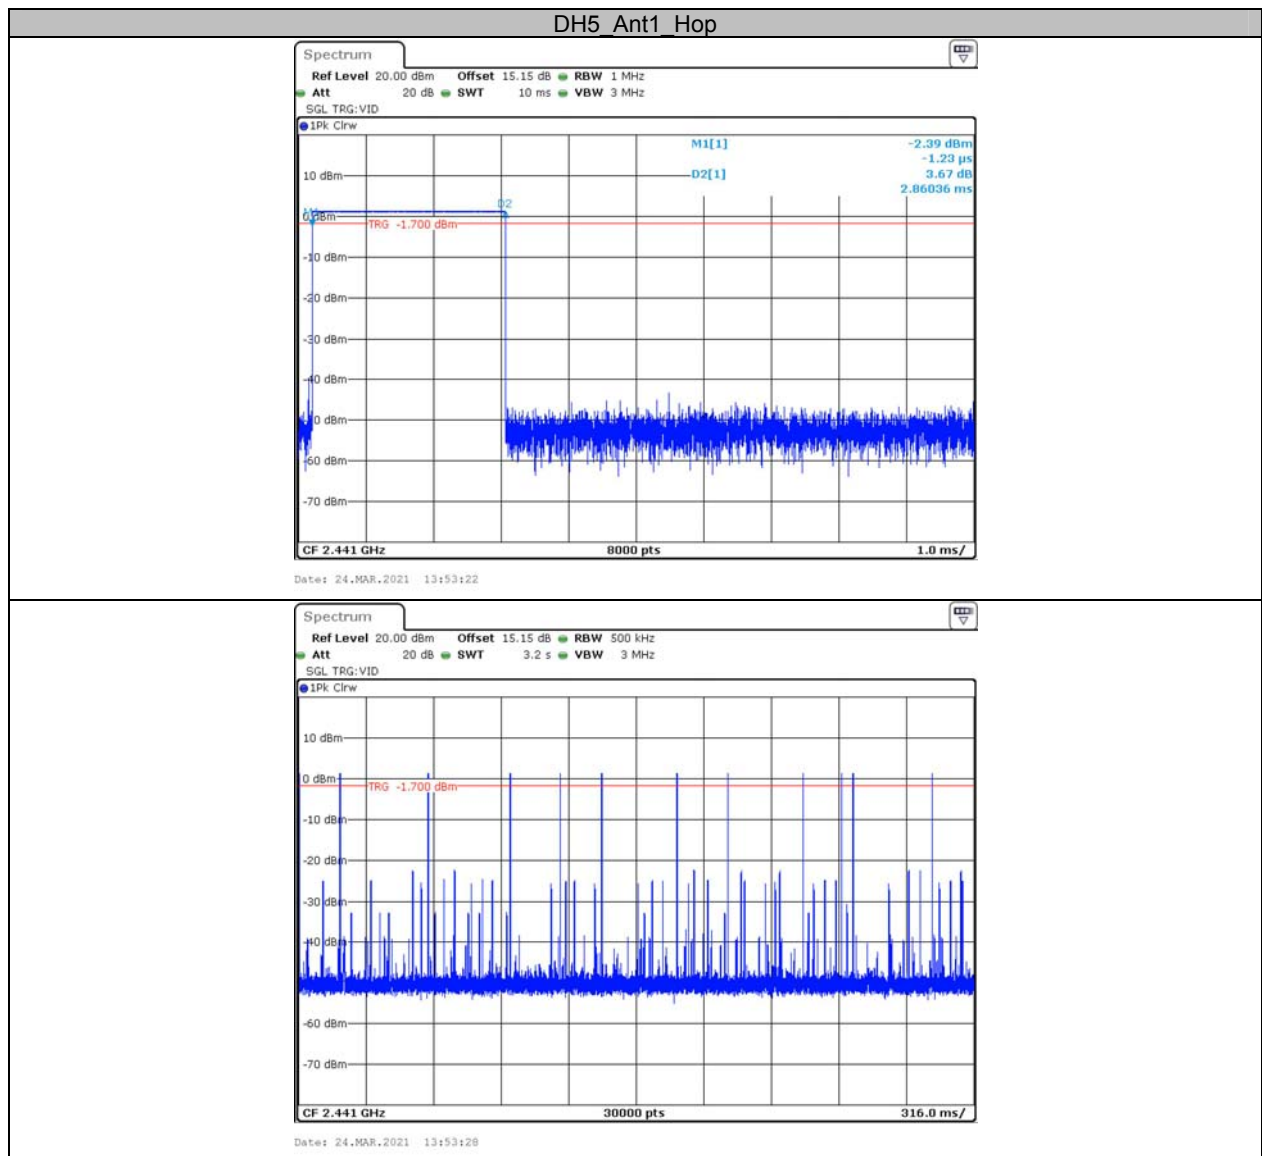 DH5_Ant1_Hop
Spectrum
Ref Level 20.00 dBm Offset 15.15 dB RBW 1 MHz
Att 20 dB SWT 10 ms VBW 3 MHz
SGL TRG:VID
1Pk Clrw
M1[1] -2.39 dBm
-1.23 µs
10 dBm D2[1] 3.67 dB
2.86036 ms
D2
0 dBm
TRG -1.700 dBm
-10 dBm
-20 dBm
-30 dBm
-40 dBm
-60 dBm
-70 dBm
CF 2.441 GHz 8000 pts 1.0 ms/
Date: 24.MAR.2021 13:53:22
Spectrum
Ref Level 20.00 dBm Offset 15.15 dB RBW 500 kHz
Att 20 dB SWT 3.2 s VBW 3 MHz
SGL TRG:VID
1Pk Clrw
10 dBm
0 dBm
TRG -1.700 dBm
-10 dBm
-20 dBm
-30 dBm
-40 dBm
-60 dBm
-70 dBm
CF 2.441 GHz 30000 pts 316.0 ms/
Date: 24.MAR.2021 13:53:28